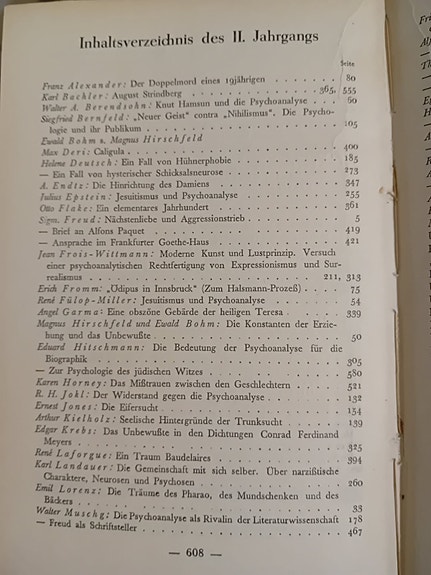 Inhaltsverzeichnis des II. Jahrgangs
Seite
Franz Alexander: Der Doppelmord eines 19jährigen . . . . . . . 80
Karl Bachler: August Strindberg . . . . . . . . . . . 365, 555
Walter A. Berendsohn: Knut Hamsun und die Psychoanalyse . . . 60
Siegfried Bernfeld: „Neuer Geist“ contra „Nihilismus“. Die Psycho-
logie und ihr Publikum . . . . . . . . . . . . . . 105
Ewald Bohm s. Magnus Hirschfeld
Max Deri: Caligula . . . . . . . . . . . . . . . 400
Helene Deutsch: Ein Fall von Hühnerphobie . . . . . . . . 185
— Ein Fall von hysterischer Schicksalsneurose . . . . . . . . 273
A. Endtz: Die Hinrichtung des Damiens . . . . . . . . . 347
Julius Epstein: Jesuitismus und Psychoanalyse . . . . . . . 255
Otto Flake: Ein elementares Jahrhundert . . . . . . . . . 361
Sigm. Freud: Nächstenliebe und Aggressionstrieb . . . . . . . 5
— Brief an Alfons Paquet . . . . . . . . . . . . . 419
— Ansprache im Frankfurter Goethe-Haus . . . . . . . . . 421
Jean Frois-Wittmann: Moderne Kunst und Lustprinzip. Versuch
einer psychoanalytischen Rechtfertigung von Expressionismus und Sur-
realismus . . . . . . . . . . . . . . . . . 211, 313
Erich Fromm: „Ödipus in Innsbruck“ (Zum Halsmann-Prozeß) . . . 75
René Fülop-Miller: Jesuitismus und Psychoanalyse . . . . . 54
Angel Garma: Eine obszöne Gebärde der heiligen Teresa . . . . 339
Magnus Hirschfeld und Ewald Bohm: Die Konstanten der Erzie-
hung und das Unbewußte . . . . . . . . . . . . . 50
Eduard Hitschmann: Die Bedeutung der Psychoanalyse für die
Biographik . . . . . . . . . . . . . . . . . 305
— Zur Psychologie des jüdischen Witzes . . . . . . . . . 580
Karen Horney: Das Mißtrauen zwischen den Geschlechtern . . . . 521
R. H. Jokl: Der Widerstand gegen die Psychoanalyse . . . . . 132
Ernest Jones: Die Eifersucht . . . . . . . . . . . . 154
Arthur Kielholz: Seelische Hintergründe der Trunksucht . . . . 139
Edgar Krebs: Das Unbewußte in den Dichtungen Conrad Ferdinand
Meyers . . . . . . . . . . . . . . . . . . 325
René Laforgue: Ein Traum Baudelaires . . . . . . . . . 394
Karl Landauer: Die Gemeinschaft mit sich selber. Über narzißtische
Charaktere, Neurosen und Psychosen . . . . . . . . . . 260
Emil Lorenz: Die Träume des Pharao, des Mundschenken und des
Bäckers . . . . . . . . . . . . . . . . . . 33
Walter Muschg: Die Psychoanalyse als Rivalin der Literaturwissenschaft 178
— Freud als Schriftsteller . . . . . . . . . . . . . 467
— 608 —